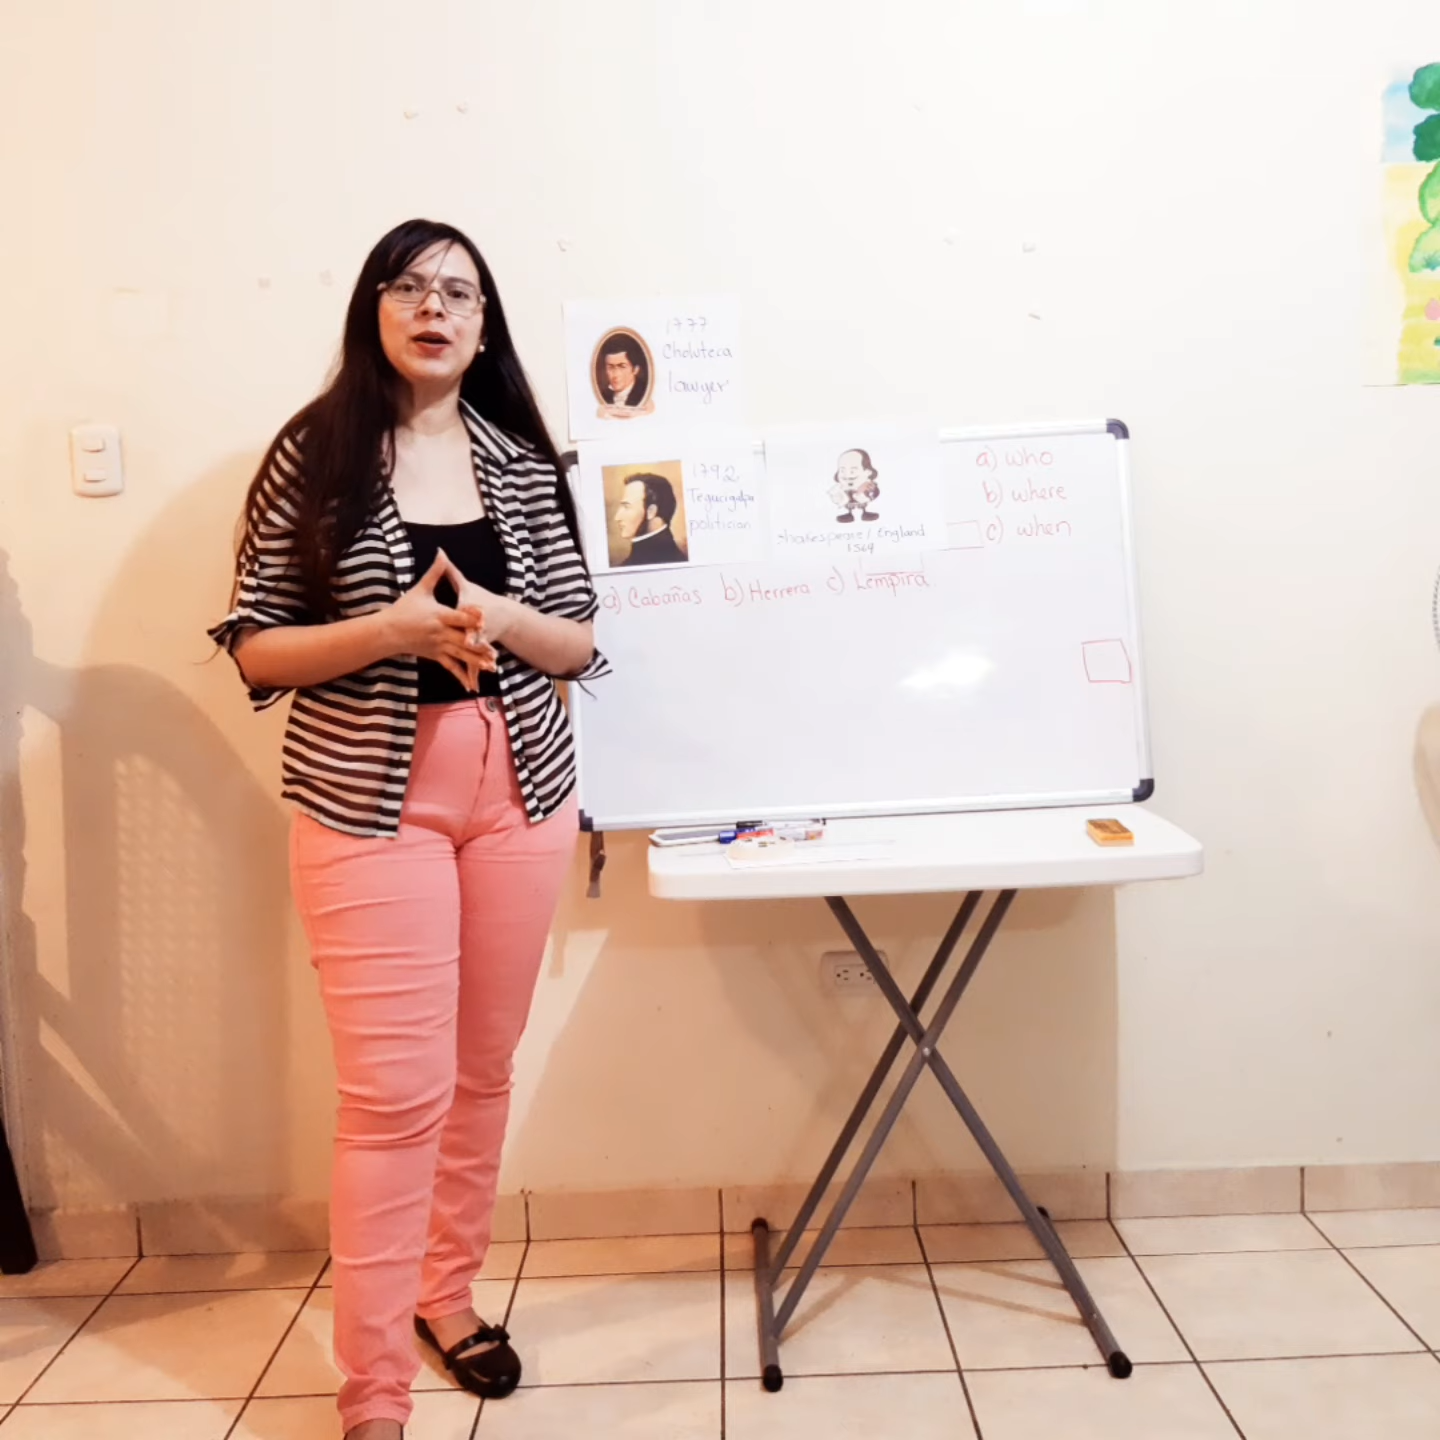 1777
Choluteca
lawyer
1792
Tegucigalpa
politician
Shakespeare / England
1564
a) who
b) where
c) when
a) Cabañas b) Herrera c) Lempira